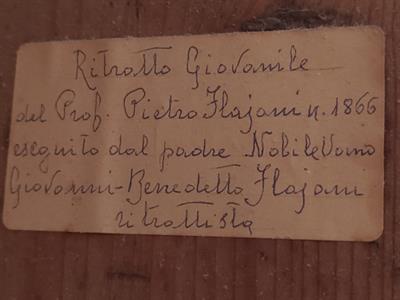 Ritratto Giovanile
del Prof. Pietro Flajani n. 1866
eseguito dal padre Nobile Uomo
Giovanni-Benedetto Flajani
ritrattista